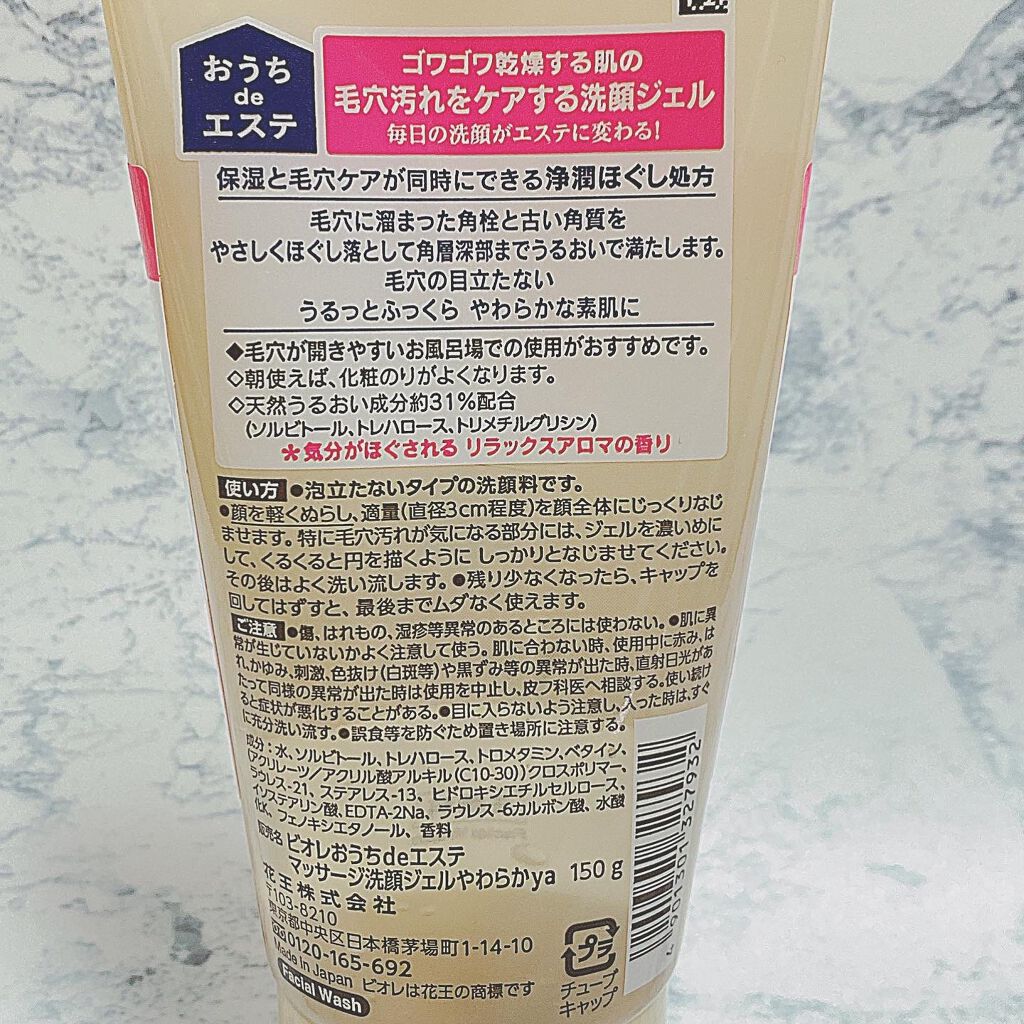 おうち
de
エステ
ゴワゴワ乾燥する肌の
毛穴汚れをケアする洗顔ジェル
毎日の洗顔がエステに変わる!
保湿と毛穴ケアが同時にできる浄潤ほぐし処方
毛穴に溜まった角栓と古い角質を
やさしくほぐし落として角層深部までうるおいで満たします。
毛穴の目立たない
うるっとふっくら やわらかな素肌に
◆毛穴が開きやすいお風呂場での使用がおすすめです。
◇朝使えば、化粧のりがよくなります。
◇天然うるおい成分約31%配合
(ソルビトール、トレハロース、トリメチルグリシン)
*気分がほぐされる リラックスアロマの香り
使い方 ●泡立たないタイプの洗顔料です。
●顔を軽くぬらし、適量(直径3cm程度)を顔全体にじっくりなじ
ませます。特に毛穴汚れが気になる部分には、ジェルを濃いめに
して、くるくると円を描くように しっかりとなじませてください。
その後はよく洗い流します。●残り少なくなったら、キャップを
回してはずすと、最後までムダなく使えます。
ご注意 ●傷、はれもの、湿疹等異常のあるところには使わない。●肌に異
常が生じていないかよく注意して使う。肌に合わない時、使用中に赤み、は
れ、かゆみ、刺激、色抜け(白斑等)や黒ずみ等の異常が出た時、直射日光があ
たって同様の異常が出た時は使用を中止し、皮フ科医へ相談する。使い続け
ると症状が悪化することがある。●目に入らないよう注意し、入った時は、すぐ
に充分洗い流す。●誤食等を防ぐため置き場所に注意する。
成分:水、ソルビトール、トレハロース、トロメタミン、ベタイン、
(アクリレーツ/アクリル酸アルキル(C10-30))クロスポリマー、
ラウレス-21、ステアレス-13、ヒドロキシエチルセルロース、
イソステアリン酸、EDTA-2Na、ラウレス-6カルボン酸、水酸
化K、フェノキシエタノール、香料
販売名 ビオレおうちdeエステ
マッサージ洗顔ジェルやわらかya 150g
花王株式会社
〒103-8210
東京都中央区日本橋茅場町1-14-10
0120-165-692
Made in Japan ビオレは花王の商標です
Facial Wash
プラ
チューブ
キャップ
4 901301 327932